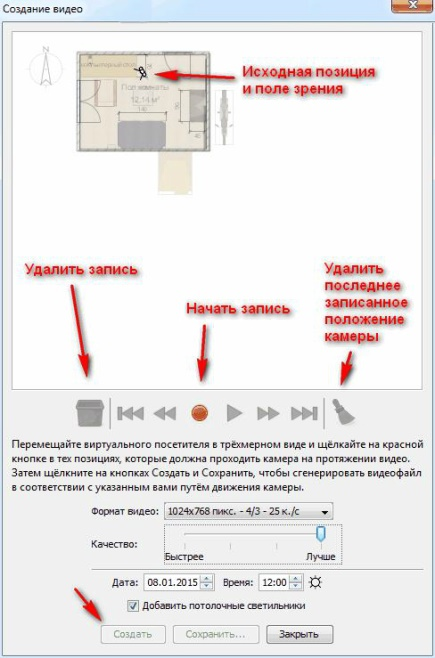 Создание видео
Исходная позиция
и поле зрения
N
Пол комнаты
12,14 м²
Удалить запись
Начать запись
Удалить
последнее
записанное
положение
камеры
Перемещайте виртуального посетителя в трёхмерном виде и щёлкайте на красной
кнопке в тех позициях, которые должна проходить камера на протяжении видео.
Затем щёлкните на кнопках Создать и Сохранить, чтобы сгенерировать видеофайл
в соответствии с указанным вами путём движения камеры.
Формат видео: 1024x768 пикс. - 4/3 - 25 к./с
Качество:
Быстрее Лучше
Дата: 08.01.2015 Время: 12:00
Добавить потолочные светильники
Создать Сохранить... Закрыть